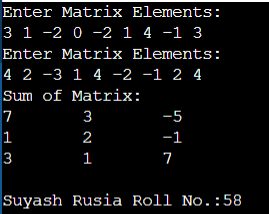 Enter Matrix Elements:
3 1 -2 0 -2 1 4 -1 3
Enter Matrix Elements:
4 2 -3 1 4 -2 -1 2 4
Sum of Matrix:
7 3 -5
1 2 -1
3 1 7
Suyash Rusia Roll No.:58